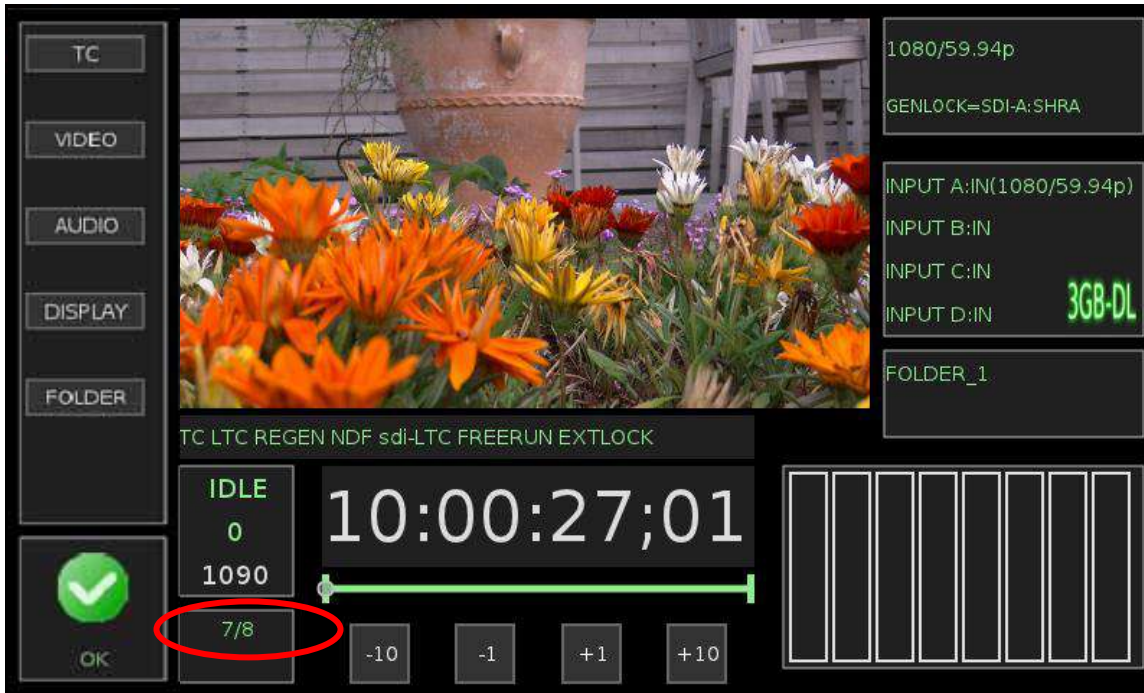 TC
VIDEO
AUDIO
DISPLAY
FOLDER
OK
1080/59.94p
GENLOCK=SDI-A:SHRA
INPUT A:IN(1080/59.94p)
INPUT B:IN
INPUT C:IN
INPUT D:IN
3GB-DL
FOLDER_1
TC LTC REGEN NDF sdi-LTC FREERUN EXTLOCK
IDLE
0
1090
10:00:27;01
7/8
-10 -1 +1 +10